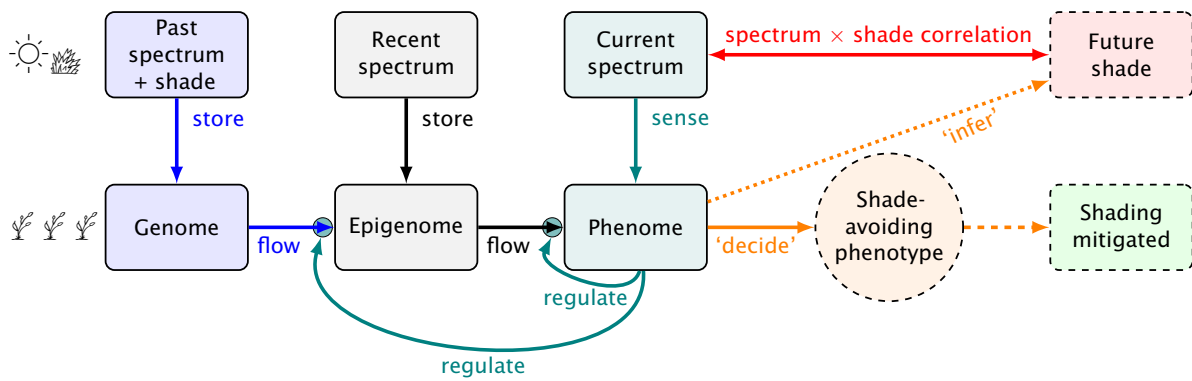 Past
spectrum
+ shade
Recent
spectrum
Current
spectrum
spectrum × shade correlation
Future
shade
store
store
sense
‘infer’
Genome
flow
Epigenome
flow
Phenome
‘decide’
Shade-
avoiding
phenotype
Shading
mitigated
regulate
regulate